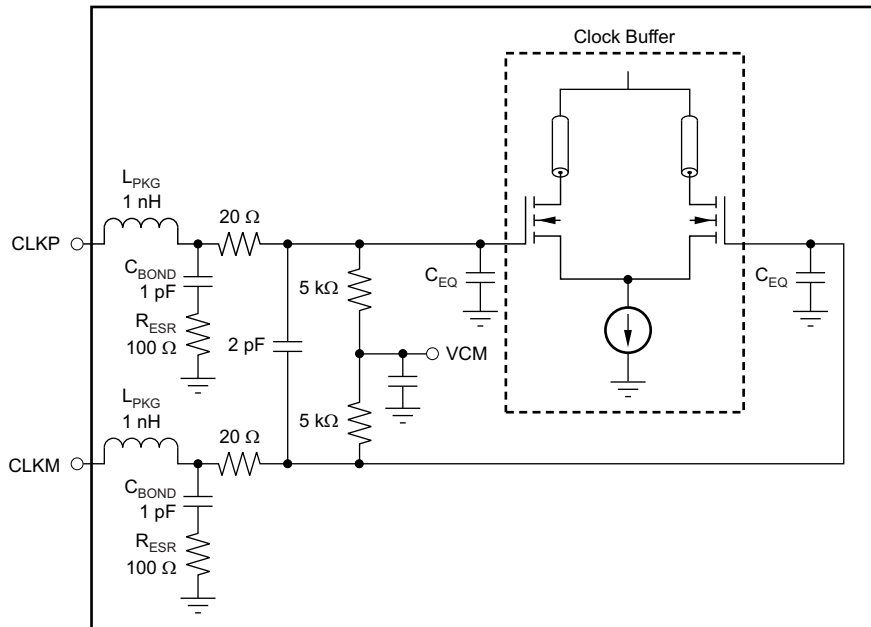 Clock Buffer
LPKG
1 nH
20 Ω
CLKP
CBOND
1 pF
RESR
100 Ω
2 pF
5 kΩ
CEQ
CEQ
VCM
5 kΩ
LPKG
1 nH
20 Ω
CLKM
CBOND
1 pF
RESR
100 Ω